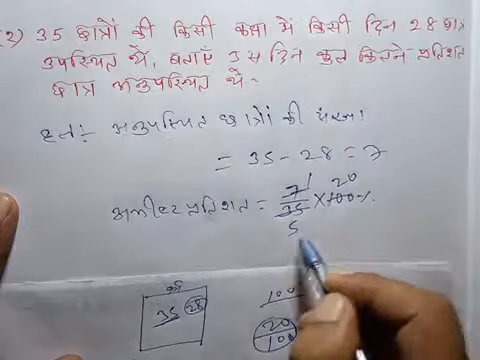 (2) 35 छात्रों की किसी कक्षा में किसी दिन 28 छात्र
उपस्थित थे, बताएँ उस दिन कुल कितने प्रतिशत
छात्र अनुपस्थित थे-
हलः- अनुपस्थित छात्रों की संख्या
= 35 - 28 = 7
अभीष्ट प्रतिशत = 7/35 × 100%
1 20
5
35 28
100
20
100